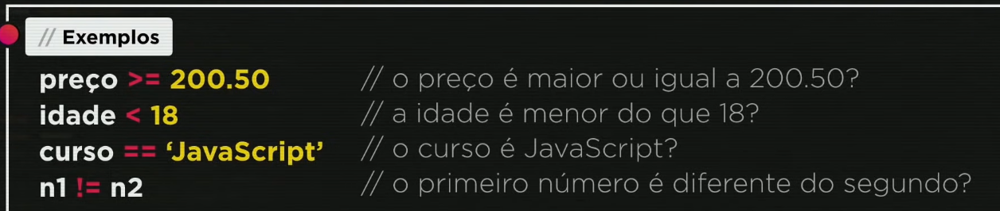 // Exemplos
preço >= 200.50 // o preço é maior ou igual a 200.50?
idade < 18 // a idade é menor do que 18?
curso == ‘JavaScript’ // o curso é JavaScript?
n1 != n2 // o primeiro número é diferente do segundo?